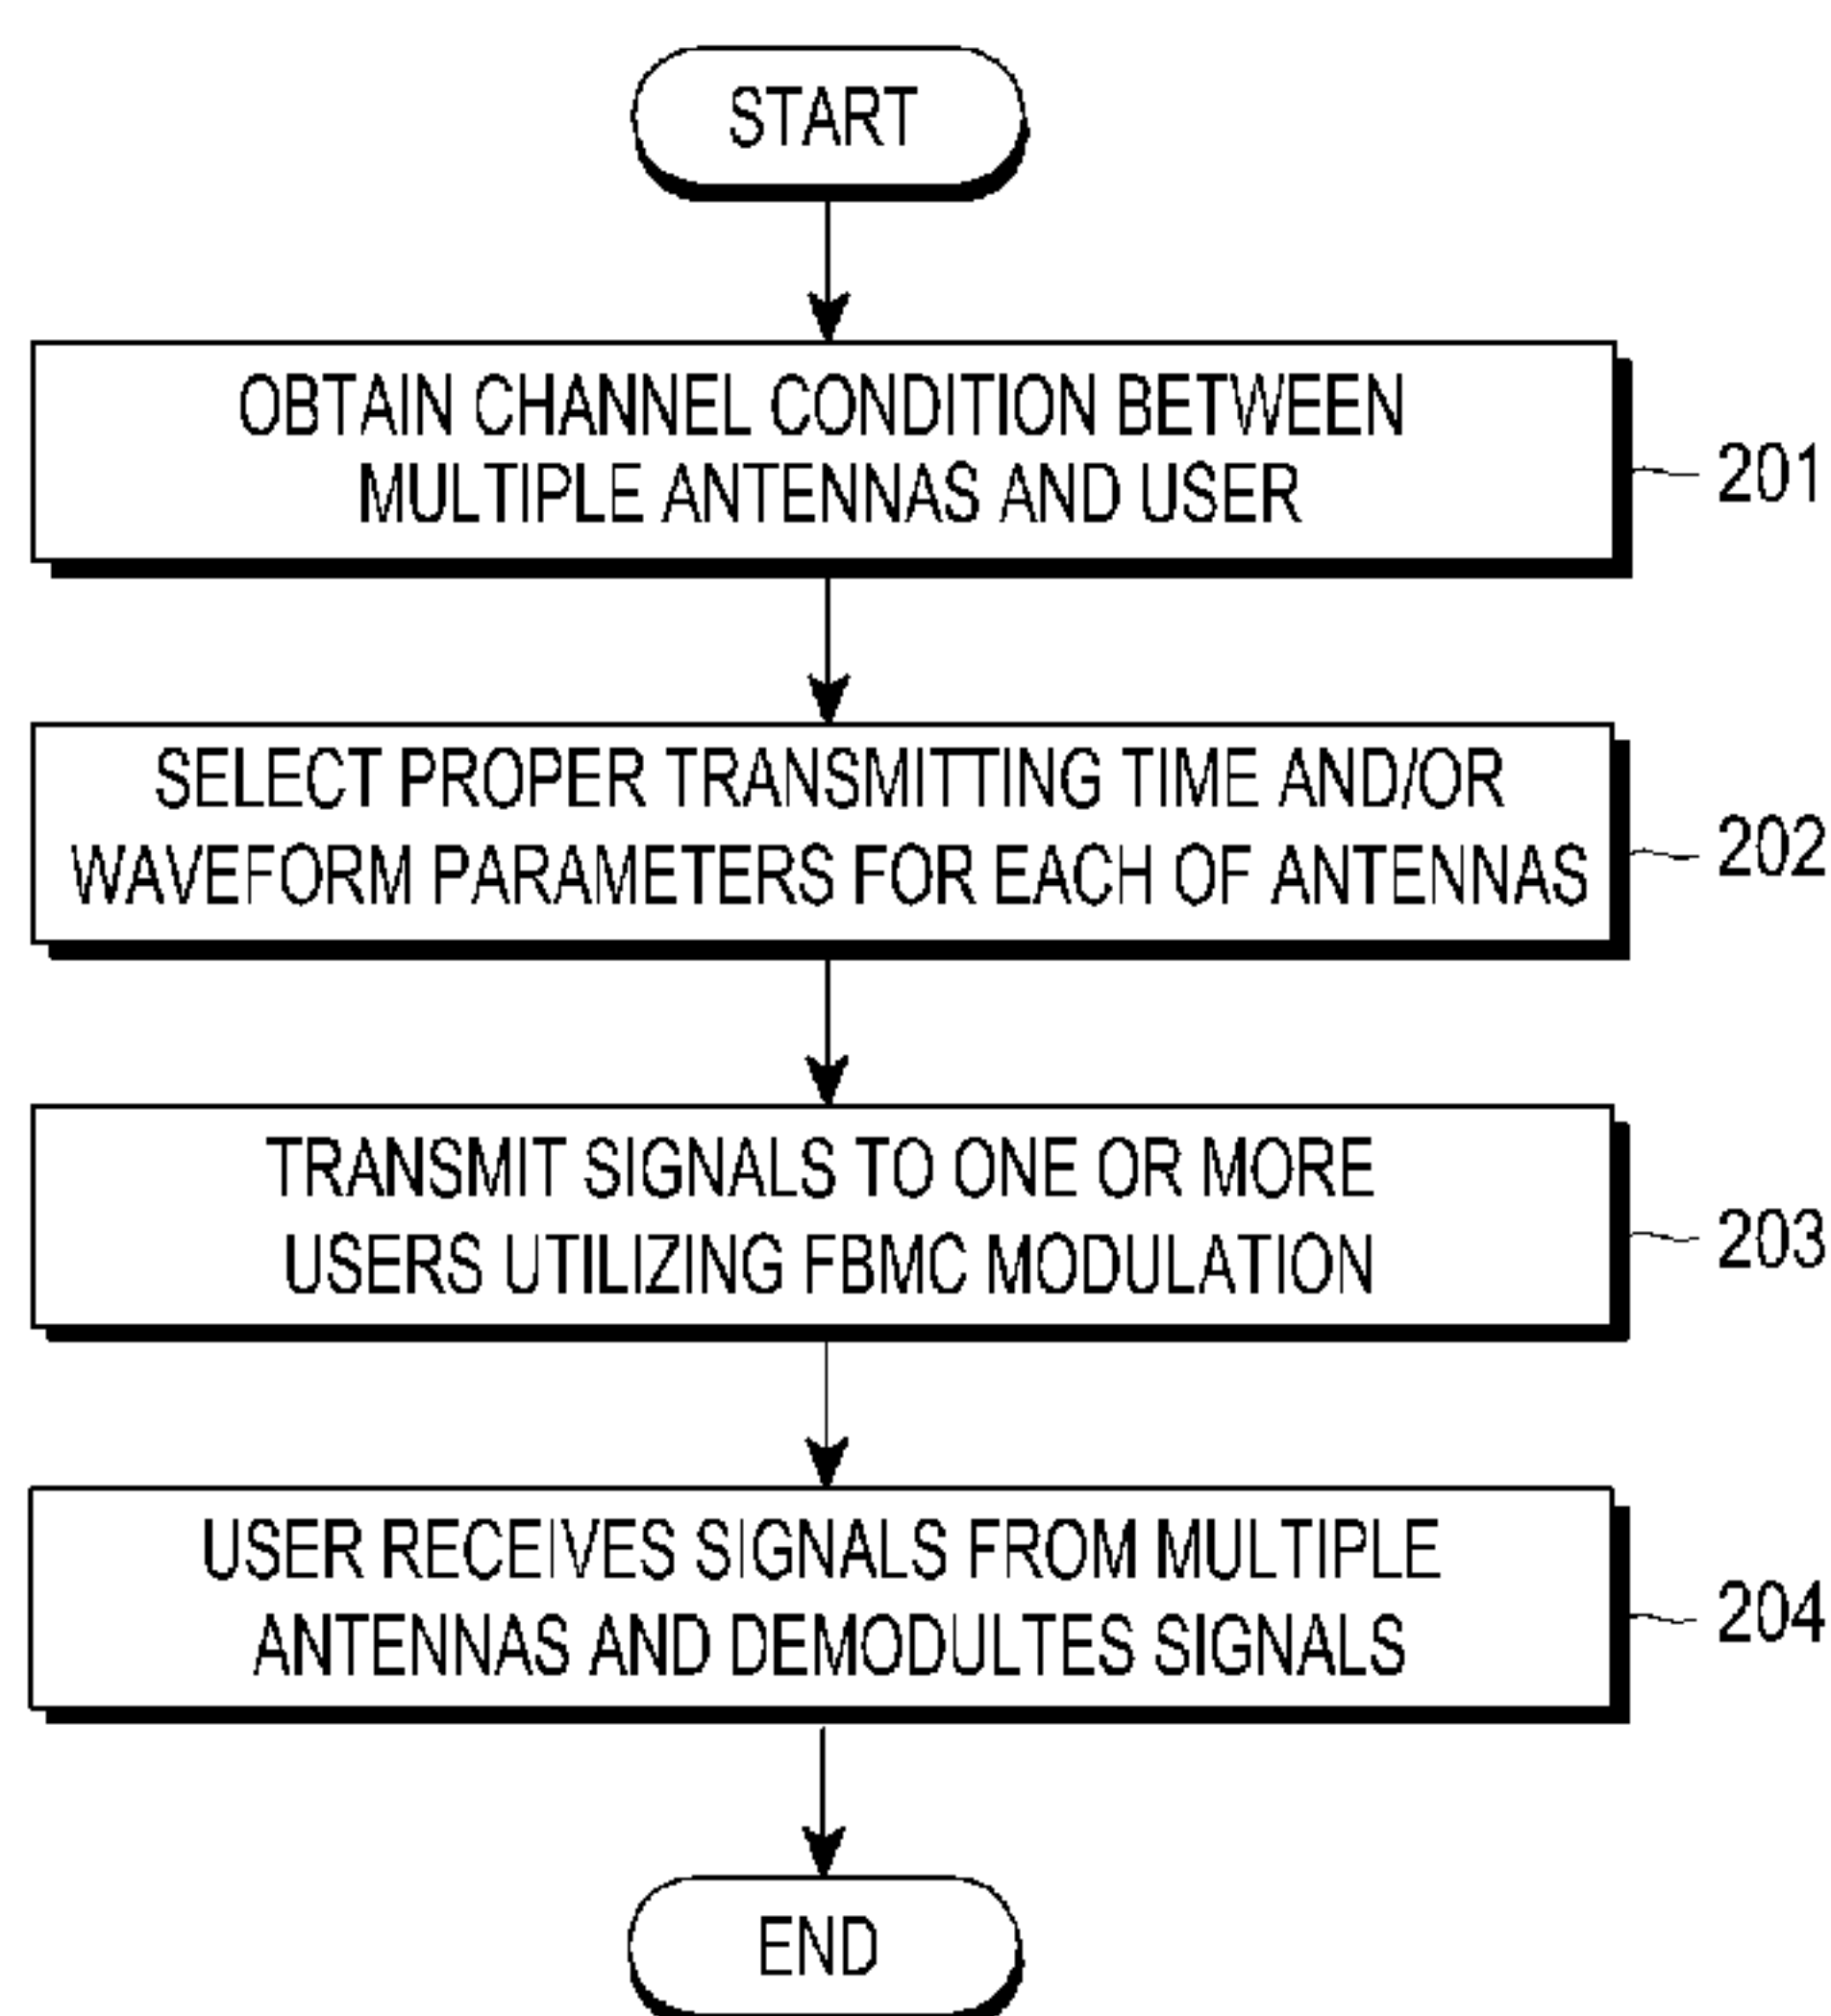 START
OBTAIN CHANNEL CONDITION BETWEEN
MULTIPLE ANTENNAS AND USER
201
SELECT PROPER TRANSMITTING TIME AND/OR
WAVEFORM PARAMETERS FOR EACH OF ANTENNAS
202
TRANSMIT SIGNALS TO ONE OR MORE
USERS UTILIZING FBMC MODULATION
203
USER RECEIVES SIGNALS FROM MULTIPLE
ANTENNAS AND DEMODULTES SIGNALS
204
END